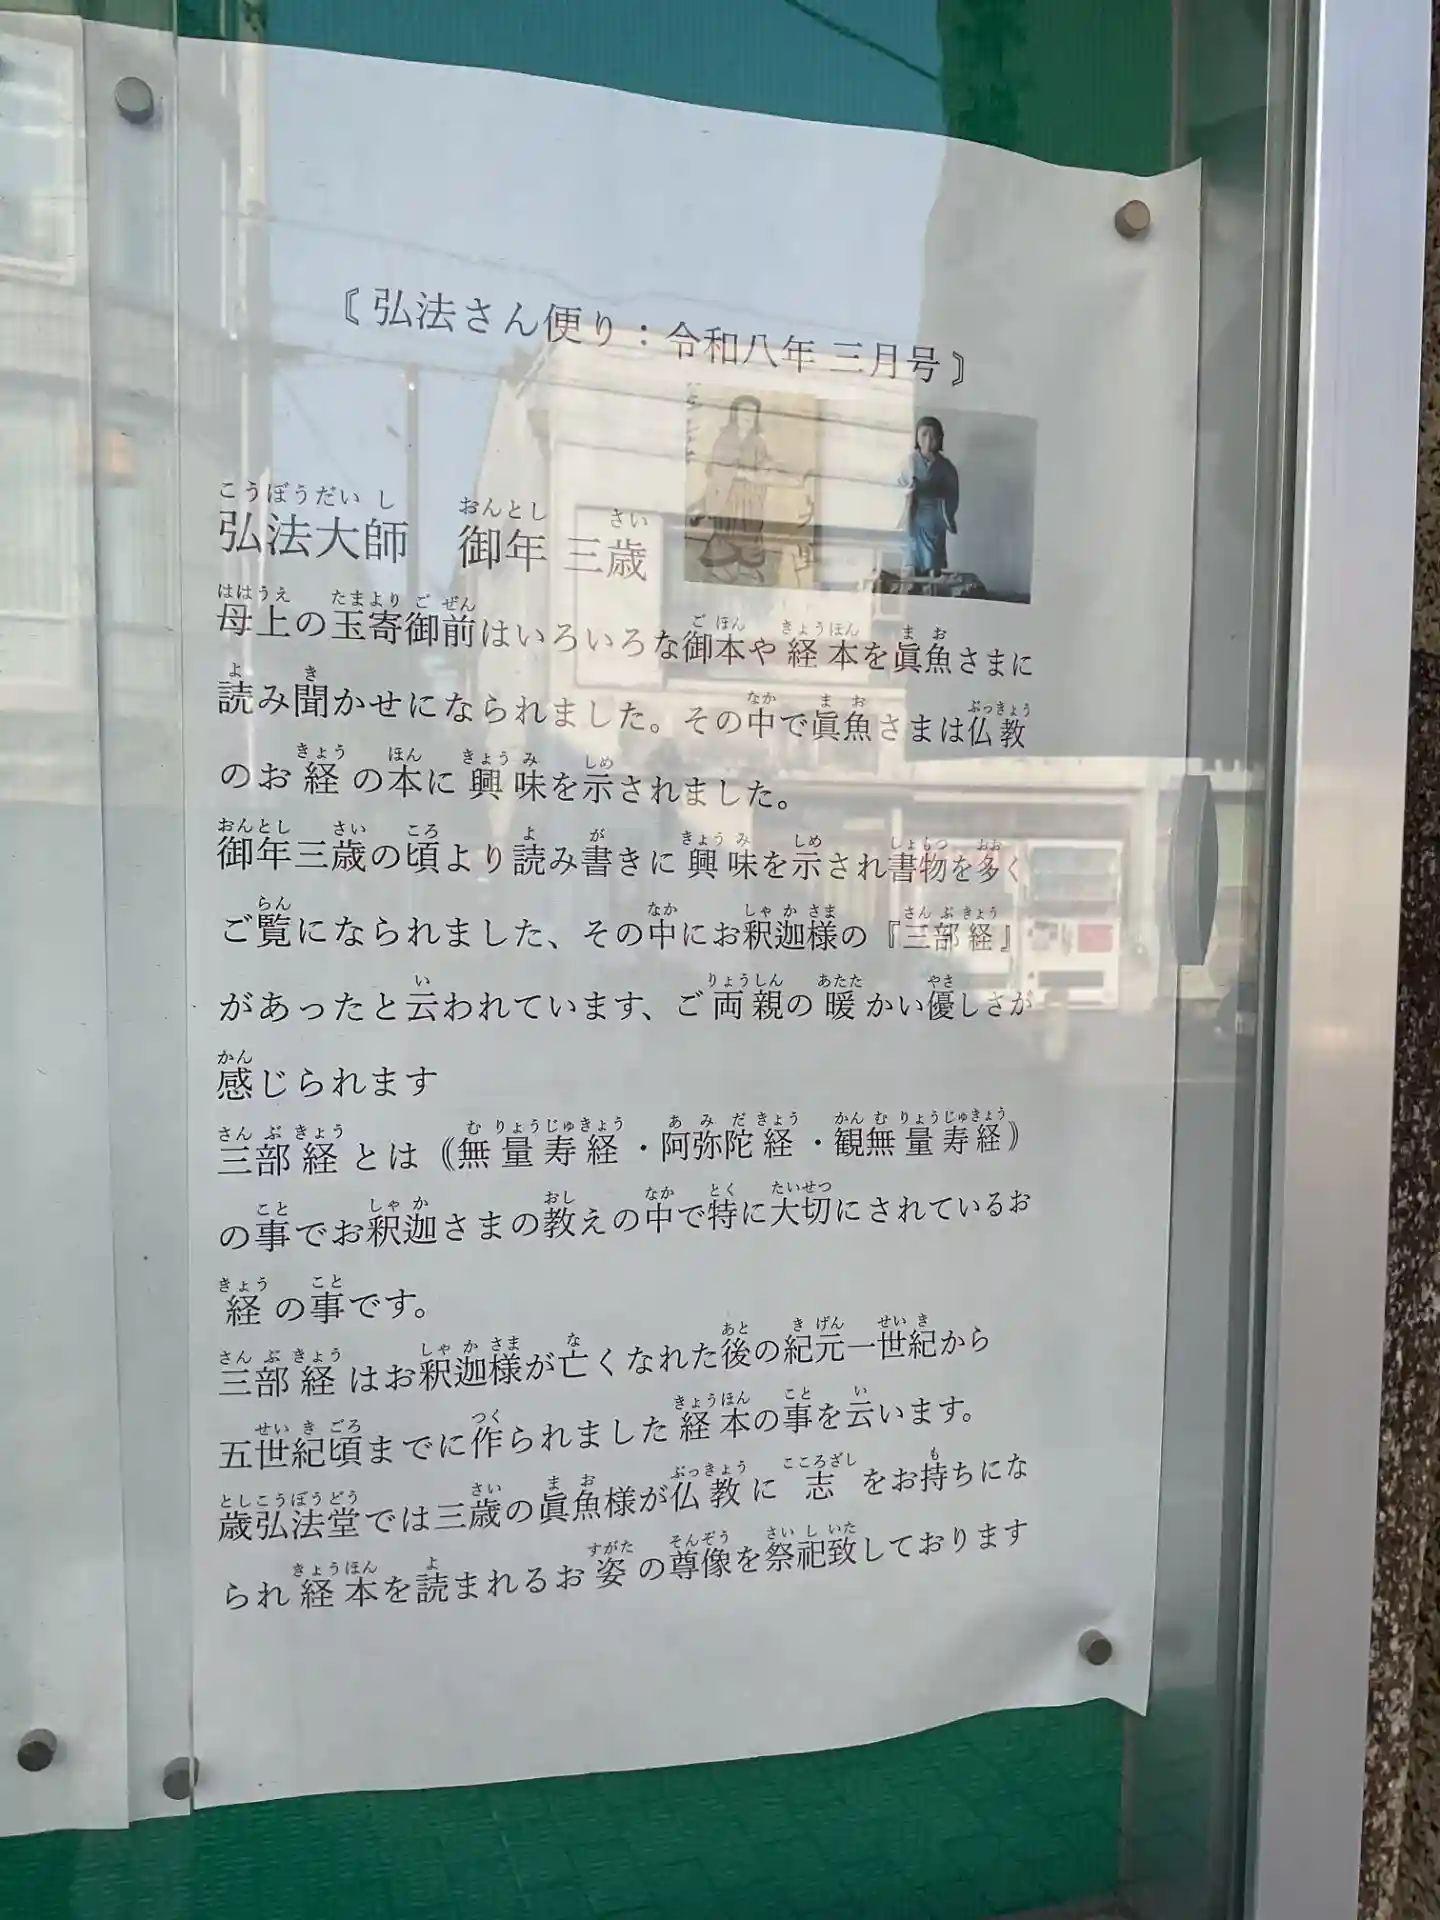 〘弘法さん便り：令和八年 三月号〙
弘法大師　御年 三歳
母上の玉寄御前はいろいろな御本や経本を眞魚さまに
読み聞かせになられました。その中で眞魚さまは仏教
のお経の本に興味を示されました。
御年三歳の頃より読み書きに興味を示され書物を多く
ご覧になられました、その中にお釈迦様の『三部経』
があったと云われています、ご両親の暖かい優しさが
感じられます
三部経とは⸨無量寿経・阿弥陀経・観無量寿経⸩
の事でお釈迦さまの教えの中で特に大切にされているお
経の事です。
三部経はお釈迦様が亡くなれた後の紀元一世紀から
五世紀頃までに作られました経本の事を云います。
歳弘法堂では三歳の眞魚様が仏教に志をお持ちにな
られ経本を読まれるお姿の尊像を祭祀致しております